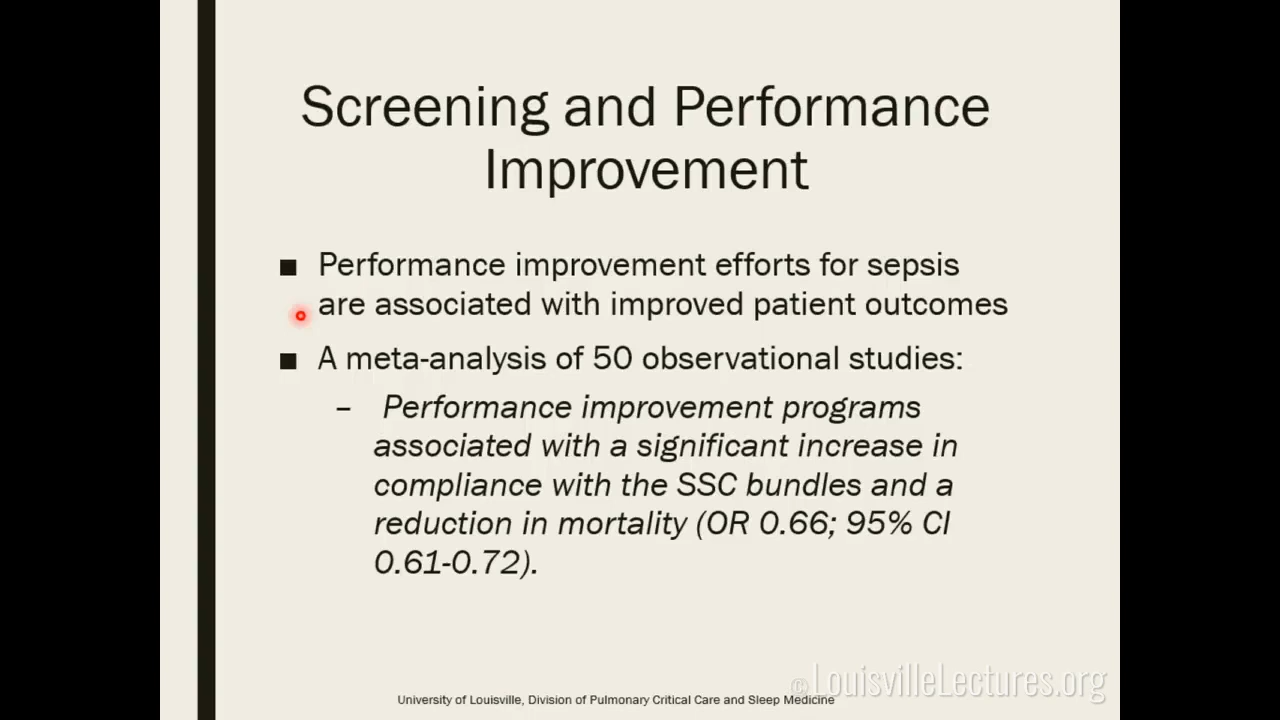 Screening and Performance
Improvement
■ Performance improvement efforts for sepsis
are associated with improved patient outcomes
■ A meta-analysis of 50 observational studies:
– Performance improvement programs
associated with a significant increase in
compliance with the SSC bundles and a
reduction in mortality (OR 0.66; 95% CI
0.61-0.72).
©LouisvilleLectures.org
University of Louisville, Division of Pulmonary Critical Care and Sleep Medicine